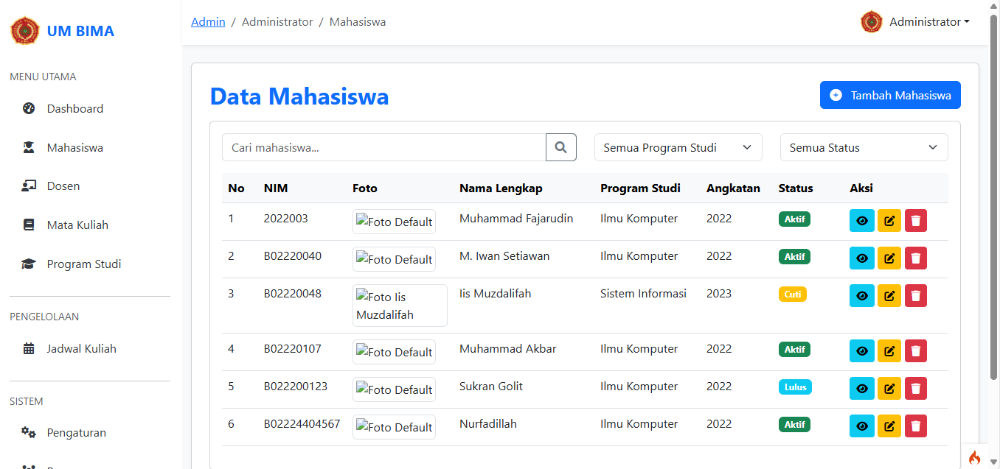 UM BIMA
Admin / Administrator / Mahasiswa
Administrator
MENU UTAMA
Dashboard
Mahasiswa
Dosen
Mata Kuliah
Program Studi
PENGELOLAAN
Jadwal Kuliah
SISTEM
Pengaturan
Data Mahasiswa
Tambah Mahasiswa
Cari mahasiswa...
Semua Program Studi
Semua Status
No NIM Foto Nama Lengkap Program Studi Angkatan Status Aksi
1 2022003 Foto Default Muhammad Fajarudin Ilmu Komputer 2022 Aktif
2 B02220040 Foto Default M. Iwan Setiawan Ilmu Komputer 2022 Aktif
3 B02220048 Foto Iis Iis Muzdalifah Sistem Informasi 2023 Cuti
Muzdalifah
4 B02220107 Foto Default Muhammad Akbar Ilmu Komputer 2022 Aktif
5 B022200123 Foto Default Sukran Golit Ilmu Komputer 2022 Lulus
6 B02224404567 Foto Default Nurfadillah Ilmu Komputer 2022 Aktif